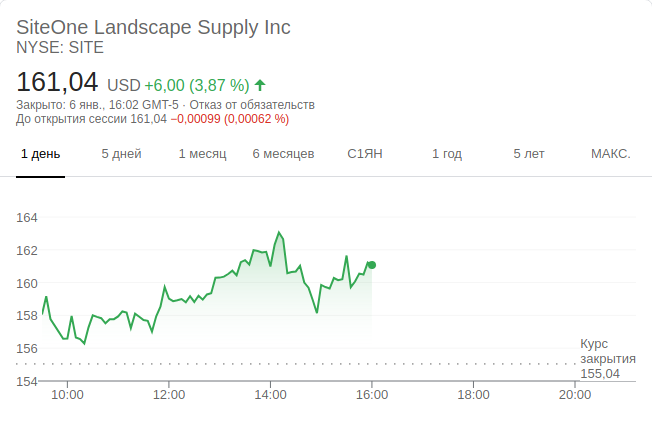 SiteOne Landscape Supply Inc
NYSE: SITE
161,04 USD +6,00 (3,87 %)
Закрыто: 6 янв., 16:02 GMT-5 · Отказ от обязательств
До открытия сессии 161,04 −0,00099 (0,00062 %)
1 день 5 дней 1 месяц 6 месяцев С1ЯН 1 год 5 лет МАКС.
164
162
160
158
156
Курс
закрытия
155,04
154
10:00 12:00 14:00 16:00 18:00 20:00